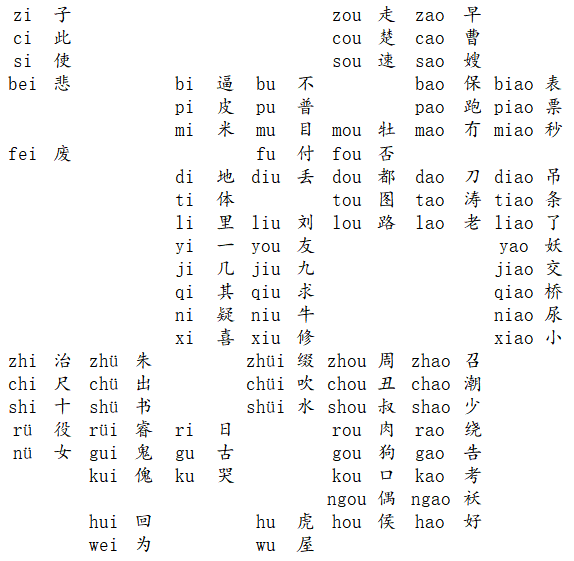 zi 子 zou 走 zao 早
ci 此 cou 楚 cao 曹
si 使 sou 速 sao 嫂
bei 悲 bi 逼 bu 不 bao 保 biao 表
pi 皮 pu 普 pao 跑 piao 票
mi 米 mu 目 mou 牡 mao 冇 miao 秒
fei 废 fu 付 fou 否
di 地 diu 丢 dou 都 dao 刀 diao 吊
ti 体 tou 图 tao 涛 tiao 条
li 里 liu 刘 lou 路 lao 老 liao 了
yi 一 you 友 yao 妖
ji 几 jiu 九 jiao 交
qi 其 qiu 求 qiao 桥
ni 疑 niu 牛 niao 尿
xi 喜 xiu 修 xiao 小
zhi 治 zhü 朱 zhüi 缀 zhou 周 zhao 召
chi 尺 chü 出 chüi 吹 chou 丑 chao 潮
shi 十 shü 书 shüi 水 shou 叔 shao 少
rü 役 rüi 睿 ri 日 rou 肉 rao 绕
nü 女 gui 鬼 gu 古 gou 狗 gao 告
kui 傀 ku 哭 kou 口 kao 考
ngou 偶 ngao 袄
hui 回 hu 虎 hou 侯 hao 好
wei 为 wu 屋